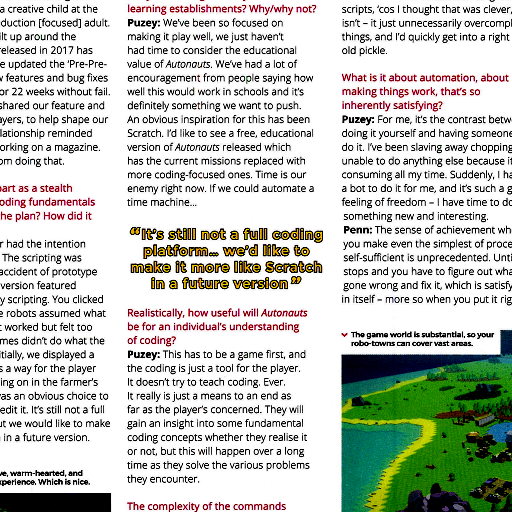 a creative child at the
duction [focused] adult.
ilt up around the
released in 2017 has
e updated the 'Pre-Pre-
w features and bug fixes
or 22 weeks without fail.
shared our feature and
ayers, to help shape our
lationship reminded
orking on a magazine.
om doing that.
part as a stealth
oding fundamentals
the plan? How did it
r had the intention
The scripting was
accident of prototype
version featured
y scripting. You clicked
e robots assumed what
t worked but felt too
mes didn't do what the
itially, we displayed a
s a way for the player
ing on in the farmer's
was an obvious choice to
edit it. It's still not a full
out we would like to make
n in a future version.
ve, warm-hearted, and
xperience. Which is nice.
learning establishments? Why/why not?
Puzey: We've been so focused on
making it play well, we just haven't
had time to consider the educational
value of Autonauts. We've had a lot of
encouragement from people saying how
well this would work in schools and it's
definitely something we want to push.
An obvious inspiration for this has been
Scratch. I'd like to see a free, educational
version of Autonauts released which
has the current missions replaced with
more coding-focused ones. Time is our
enemy right now. If we could automate a
time machine...
"It's still not a full coding
platform... we'd like to
make it more like Scratch
in a future version"
Realistically, how useful will Autonauts
be for an individual's understanding
of coding?
Puzey: This has to be a game first, and
the coding is just a tool for the player.
It doesn't try to teach coding. Ever.
It really is just a means to an end as
far as the player's concerned. They will
gain an insight into some fundamental
coding concepts whether they realise it
or not, but this will happen over a long
time as they solve the various problems
they encounter.
The complexity of the commands
scripts, 'cos I thought that was clever,
isn't – it just unnecessarily overcompl
things, and I'd quickly get into a right
old pickle.
What is it about automation, about
making things work, that's so
inherently satisfying?
Puzey: For me, it's the contrast betwe
doing it yourself and having someone
do it. I've been slaving away chopping
unable to do anything else because it
consuming all my time. Suddenly, I ha
a bot to do it for me, and it's such a g
feeling of freedom – I have time to do
something new and interesting.
Penn: The sense of achievement whe
you make even the simplest of proce
self-sufficient is unprecedented. Until
stops and you have to figure out wha
gone wrong and fix it, which is satisfy
in itself – more so when you put it rig
The game world is substantial, so your
robo-towns can cover vast areas.